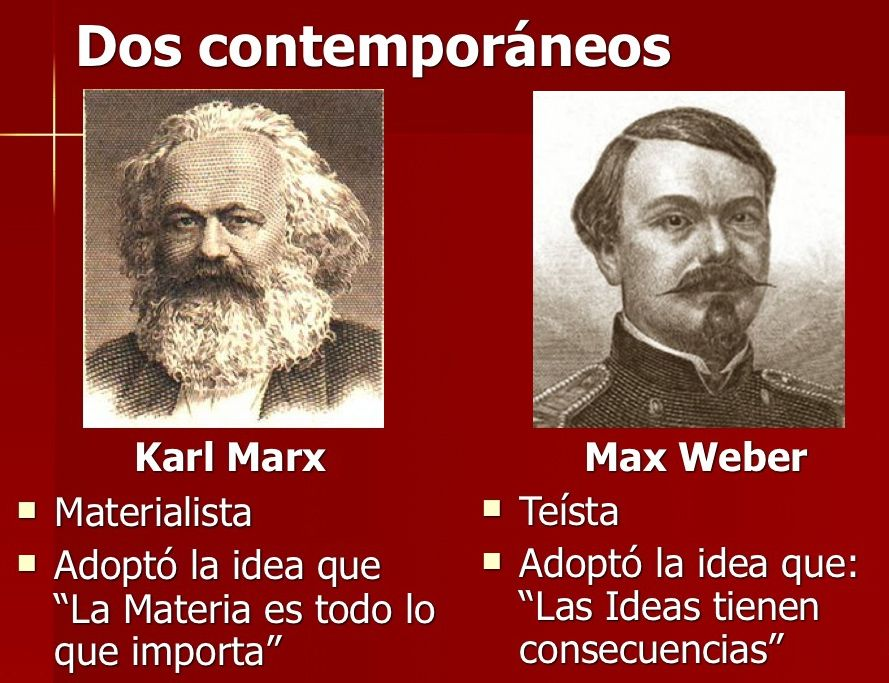 Dos contemporáneos
Karl Marx
Materialista
Adoptó la idea que
“La Materia es todo lo
que importa”
Max Weber
Teísta
Adoptó la idea que:
“Las Ideas tienen
consecuencias”